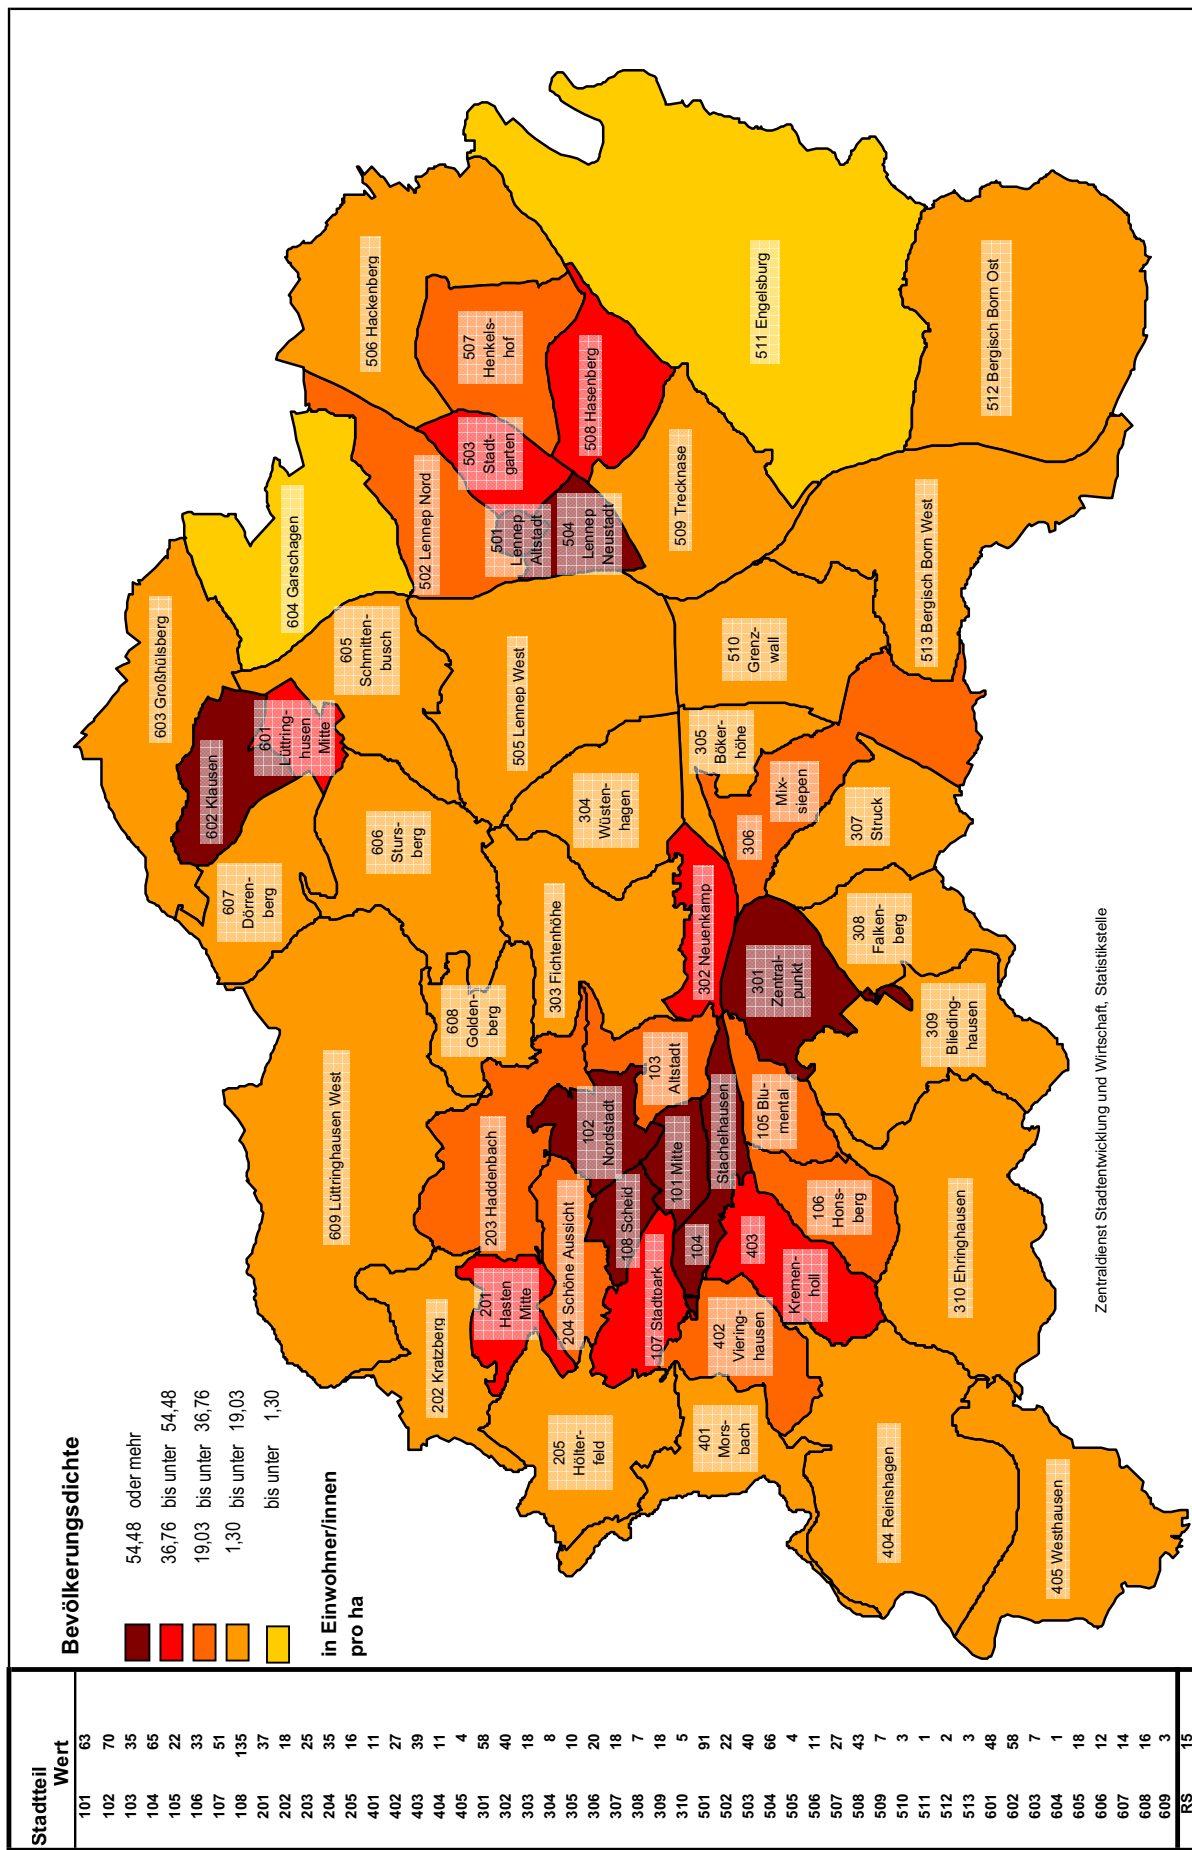 Stadtteil
Wert
101 63
102 70
103 35
104 65
105 22
106 33
107 51
108 135
201 37
202 18
203 25
204 35
205 16
401 11
402 27
403 39
404 11
405 4
301 58
302 40
303 18
304 8
305 10
306 20
307 18
308 7
309 18
310 5
501 91
502 22
503 40
504 66
505 4
506 11
507 27
508 43
509 7
510 3
511 1
512 2
513 3
601 48
602 58
603 7
604 1
605 18
606 12
607 14
608 16
609 3
RS 15
Bevölkerungsdichte
54,48 oder mehr
36,76 bis unter 54,48
19,03 bis unter 36,76
1,30 bis unter 19,03
bis unter 1,30
in Einwohner/innen
pro ha
603 Großhülsberg
602 Klausen
601
Lüttring-
husen
Mitte
604 Garschagen
605
Schmitten-
busch
607
Dörren-
berg
606
Sturs-
berg
609 Lüttringhausen West
608
Golden-
berg
506 Hackenberg
502 Lennep Nord
507
Henkels-
hof
503
Stadt-
garten
501
Lennep
Altstadt
504
Lennep
Neustadt
508 Hasenberg
505 Lennep West
509 Trecknase
511 Engelsburg
510
Grenz-
wall
512 Bergisch Born Ost
513 Bergisch Born West
202 Kratzberg
203 Haddenbach
201
Hasten
Mitte
204 Schöne Aussicht
205
Hölter-
feld
303 Fichtenhöhe
304
Wüsten-
hagen
102
Nordstadt
103
Altstadt
108 Scheid
101 Mitte
107 Stadtpark
104
Stachelhausen
302 Neuenkamp
305
Böker-
höhe
306
Mix-
siepen
301
Zentral-
punkt
105 Blu-
mental
106
Hons-
berg
403
Kremen-
holl
402
Viering-
hausen
401
Mors-
bach
307
Struck
308
Falken-
berg
309
Blieding-
hausen
310 Ehringhausen
404 Reinshagen
405 Westhausen
Zentraldienst Stadtentwicklung und Wirtschaft, Statistikstelle